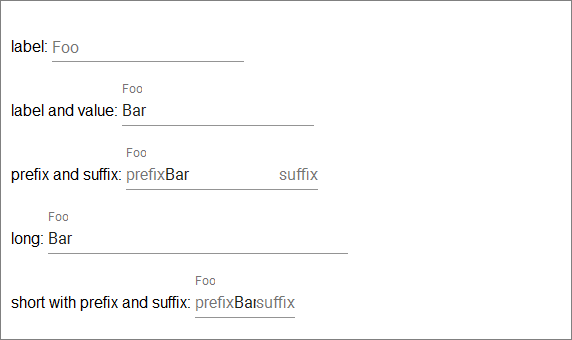 label: Foo
Foo
label and value: Bar
Foo
prefix and suffix: prefixBar suffix
Foo
long: Bar
Foo
short with prefix and suffix: prefixBarsuffix